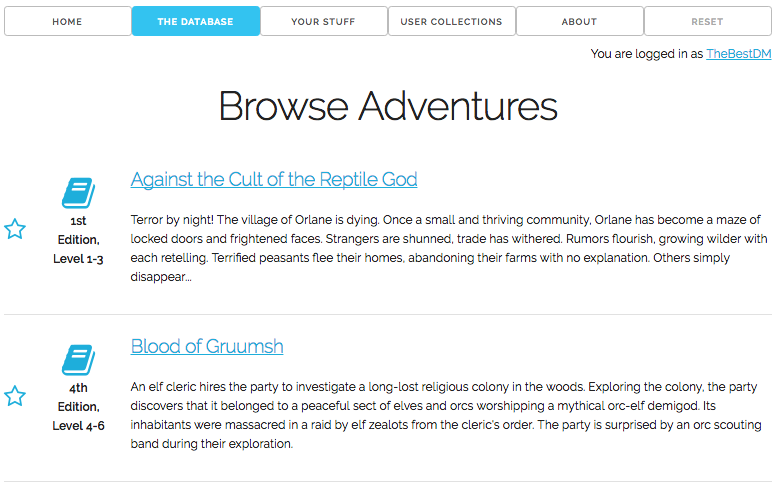 HOME THE DATABASE YOUR STUFF USER COLLECTIONS ABOUT RESET
You are logged in as TheBestDM
Browse Adventures
Against the Cult of the Reptile God
1st
Edition,
Level 1-3
Terror by night! The village of Orlane is dying. Once a small and thriving community, Orlane has become a maze of
locked doors and frightened faces. Strangers are shunned, trade has withered. Rumors flourish, growing wilder with
each retelling. Terrified peasants flee their homes, abandoning their farms with no explanation. Others simply
disappear...
Blood of Gruumsh
4th
Edition,
Level 4-6
An elf cleric hires the party to investigate a long-lost religious colony in the woods. Exploring the colony, the party
discovers that it belonged to a peaceful sect of elves and orcs worshipping a mythical orc-elf demigod. Its
inhabitants were massacred in a raid by elf zealots from the cleric's order. The party is surprised by an orc scouting
band during their exploration.